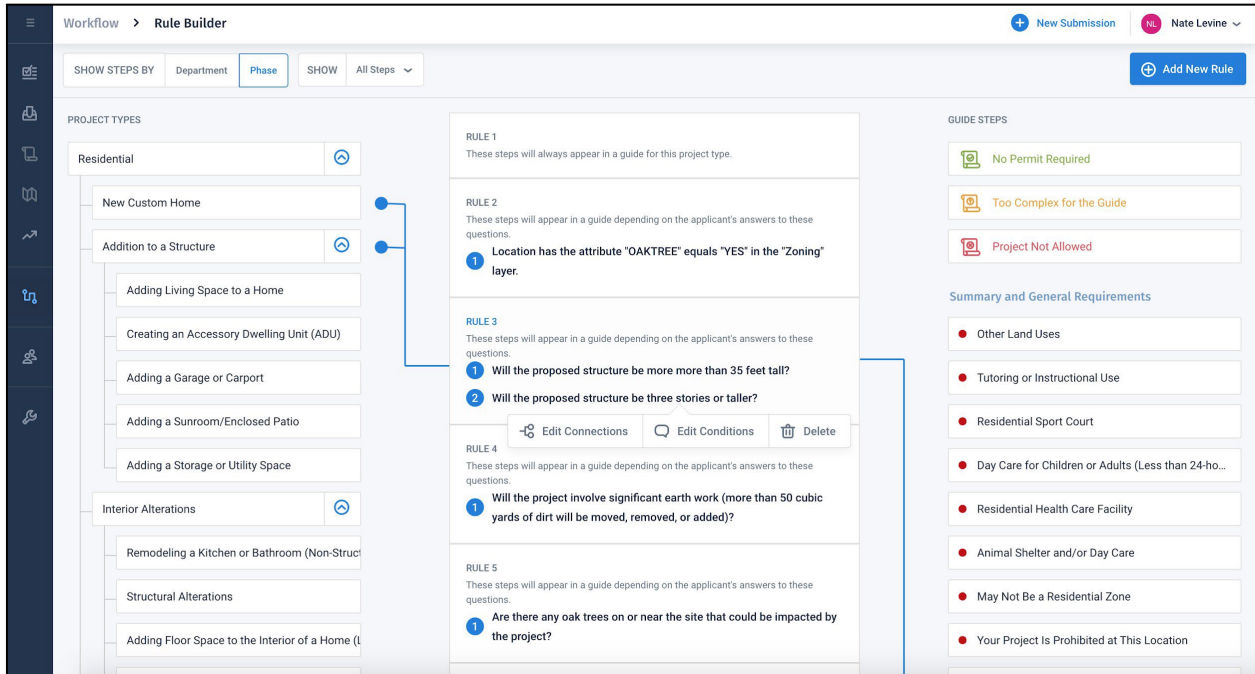 Workflow > Rule Builder
New Submission
NL Nate Levine
SHOW STEPS BY Department Phase SHOW All Steps
Add New Rule
PROJECT TYPES
Residential
New Custom Home
Addition to a Structure
Adding Living Space to a Home
Creating an Accessory Dwelling Unit (ADU)
Adding a Garage or Carport
Adding a Sunroom/Enclosed Patio
Adding a Storage or Utility Space
Interior Alterations
Remodeling a Kitchen or Bathroom (Non-Struct
Structural Alterations
Adding Floor Space to the Interior of a Home (L
RULE 1
These steps will always appear in a guide for this project type.
RULE 2
These steps will appear in a guide depending on the applicant's answers to these
questions.
1 Location has the attribute "OAKTREE" equals "YES" in the "Zoning"
layer.
RULE 3
These steps will appear in a guide depending on the applicant's answers to these
questions.
1 Will the proposed structure be more more than 35 feet tall?
2 Will the proposed structure be three stories or taller?
Edit Connections Edit Conditions Delete
RULE 4
These steps will appear in a guide depending on the applicant's answers to these
questions.
1 Will the project involve significant earth work (more than 50 cubic
yards of dirt will be moved, removed, or added)?
RULE 5
These steps will appear in a guide depending on the applicant's answers to these
questions.
1 Are there any oak trees on or near the site that could be impacted by
the project?
GUIDE STEPS
No Permit Required
Too Complex for the Guide
Project Not Allowed
Summary and General Requirements
Other Land Uses
Tutoring or Instructional Use
Residential Sport Court
Day Care for Children or Adults (Less than 24-ho...
Residential Health Care Facility
Animal Shelter and/or Day Care
May Not Be a Residential Zone
Your Project Is Prohibited at This Location